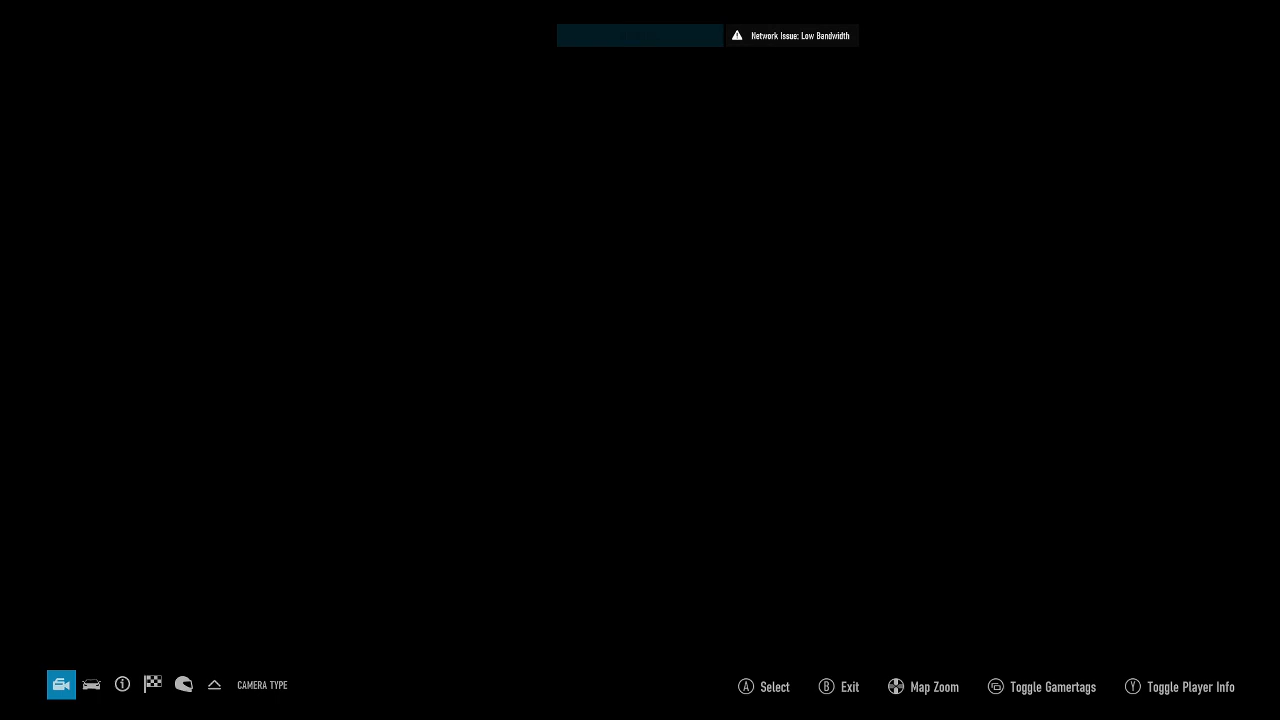 Network Issue: Low Bandwidth
CAMERA TYPE
A Select
B Exit
Map Zoom
Toggle Gamertags
Y Toggle Player Info